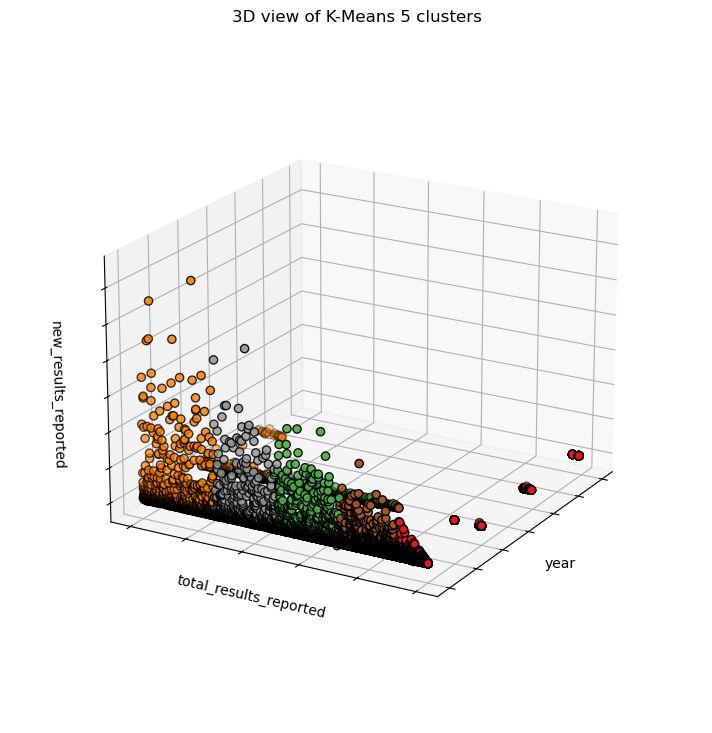 3D view of K-Means 5 clusters
new_results_reported
total_results_reported
year